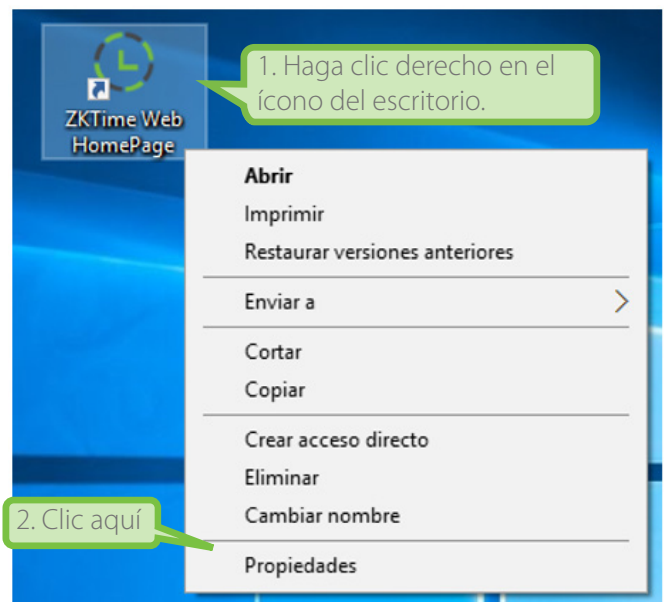 1. Haga clic derecho en el
ícono del escritorio.
ZKTime Web
HomePage
Abrir
Imprimir
Restaurar versiones anteriores
Enviar a
Cortar
Copiar
Crear acceso directo
Eliminar
Cambiar nombre
2. Clic aquí
Propiedades